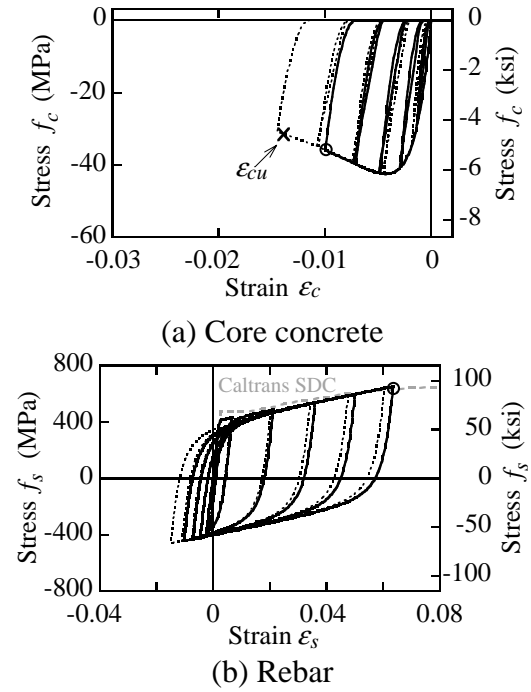 0
-20
-40
-60
Stress f_c (MPa)
0
-2
-4
-6
-8
Stress f_c (ksi)
ε_cu
-0.03
-0.02
-0.01
0
Strain ε_c
(a) Core concrete
800
400
0
-400
-800
Stress f_s (MPa)
Caltrans SDC
100
50
0
-50
-100
Stress f_s (ksi)
-0.04
0
0.04
0.08
Strain ε_s
(b) Rebar